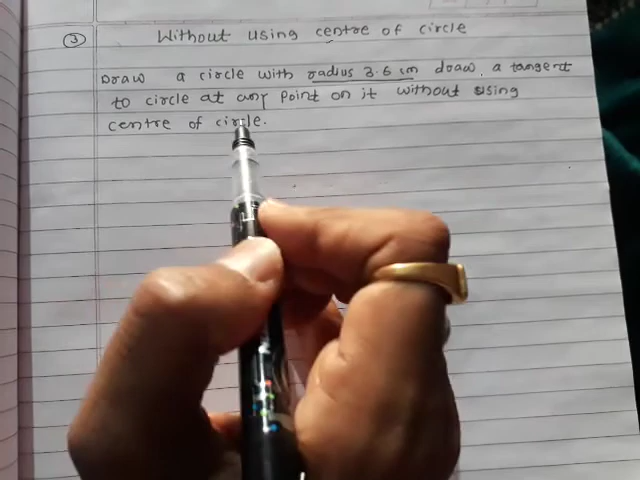 ③ Without using centre of circle
Draw a circle with radius 3.6 cm draw a tangent
to circle at any point on it without using
centre of circle.